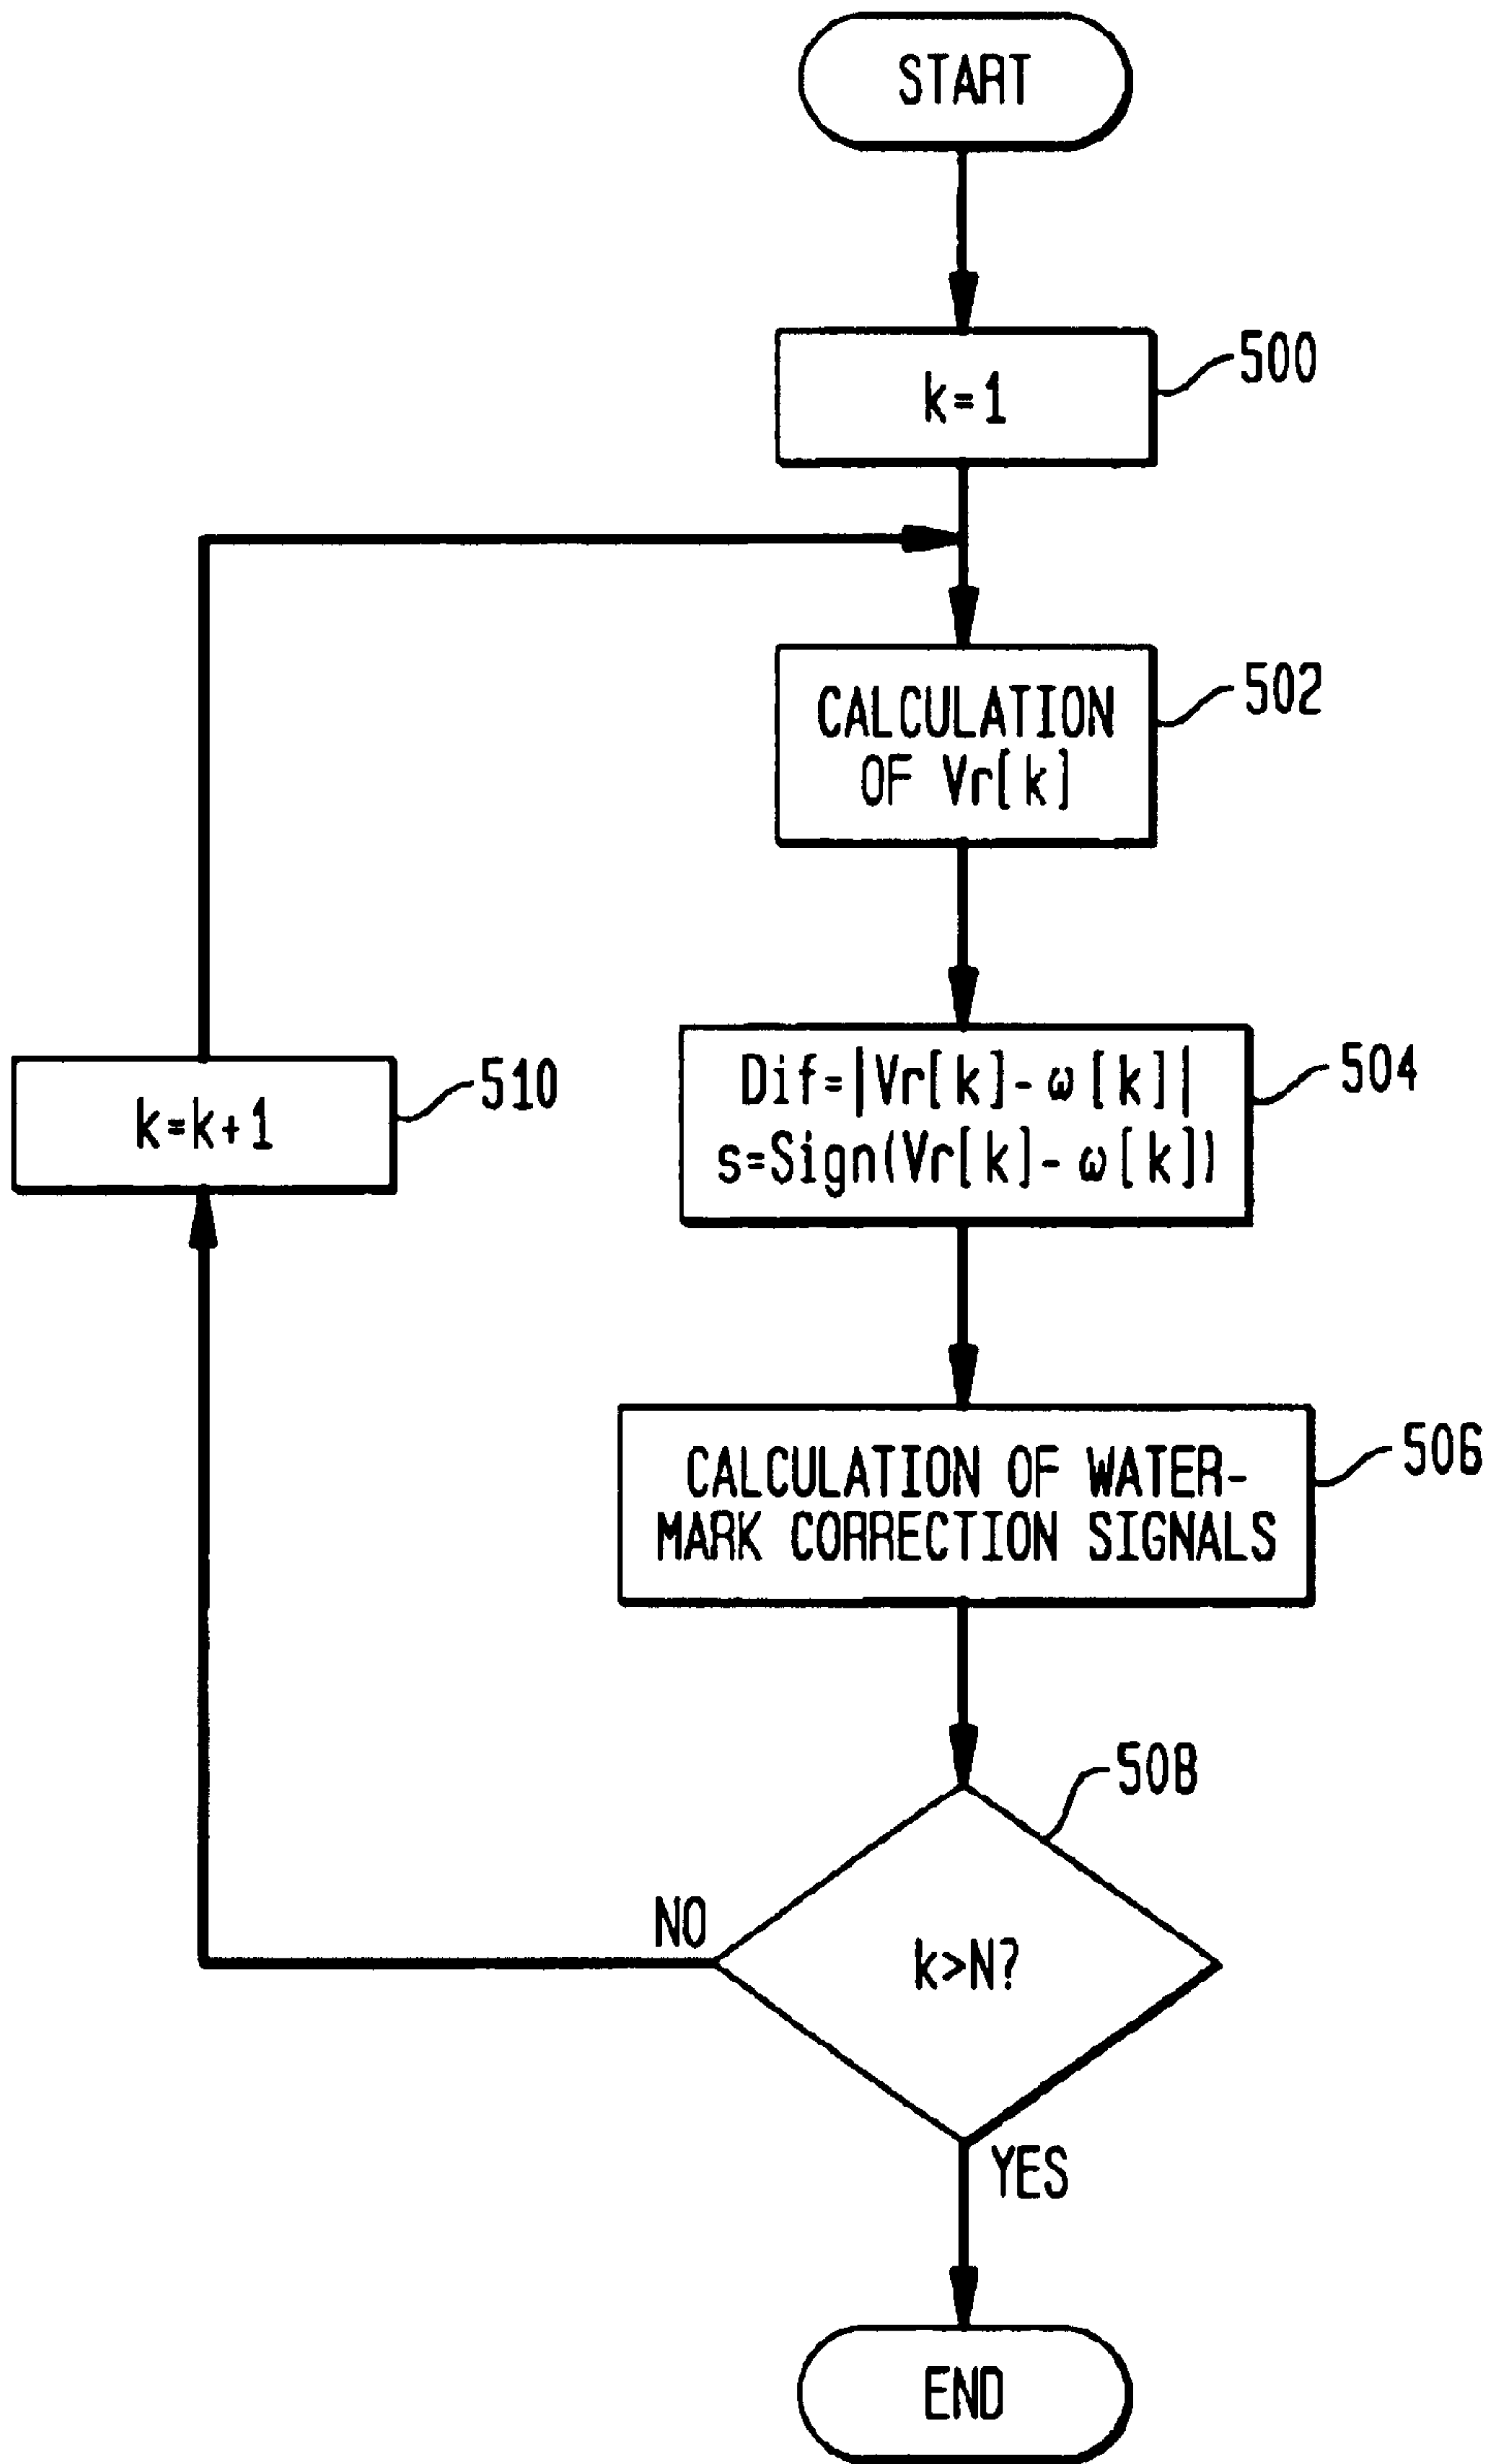 START
k=1
500
CALCULATION
OF Vr[k]
502
Dif=|Vr[k]-ω[k]|
s=Sign(Vr[k]-ω[k])
504
k=k+1
510
CALCULATION OF WATER-
MARK CORRECTION SIGNALS
506
508
NO
k>N?
YES
END